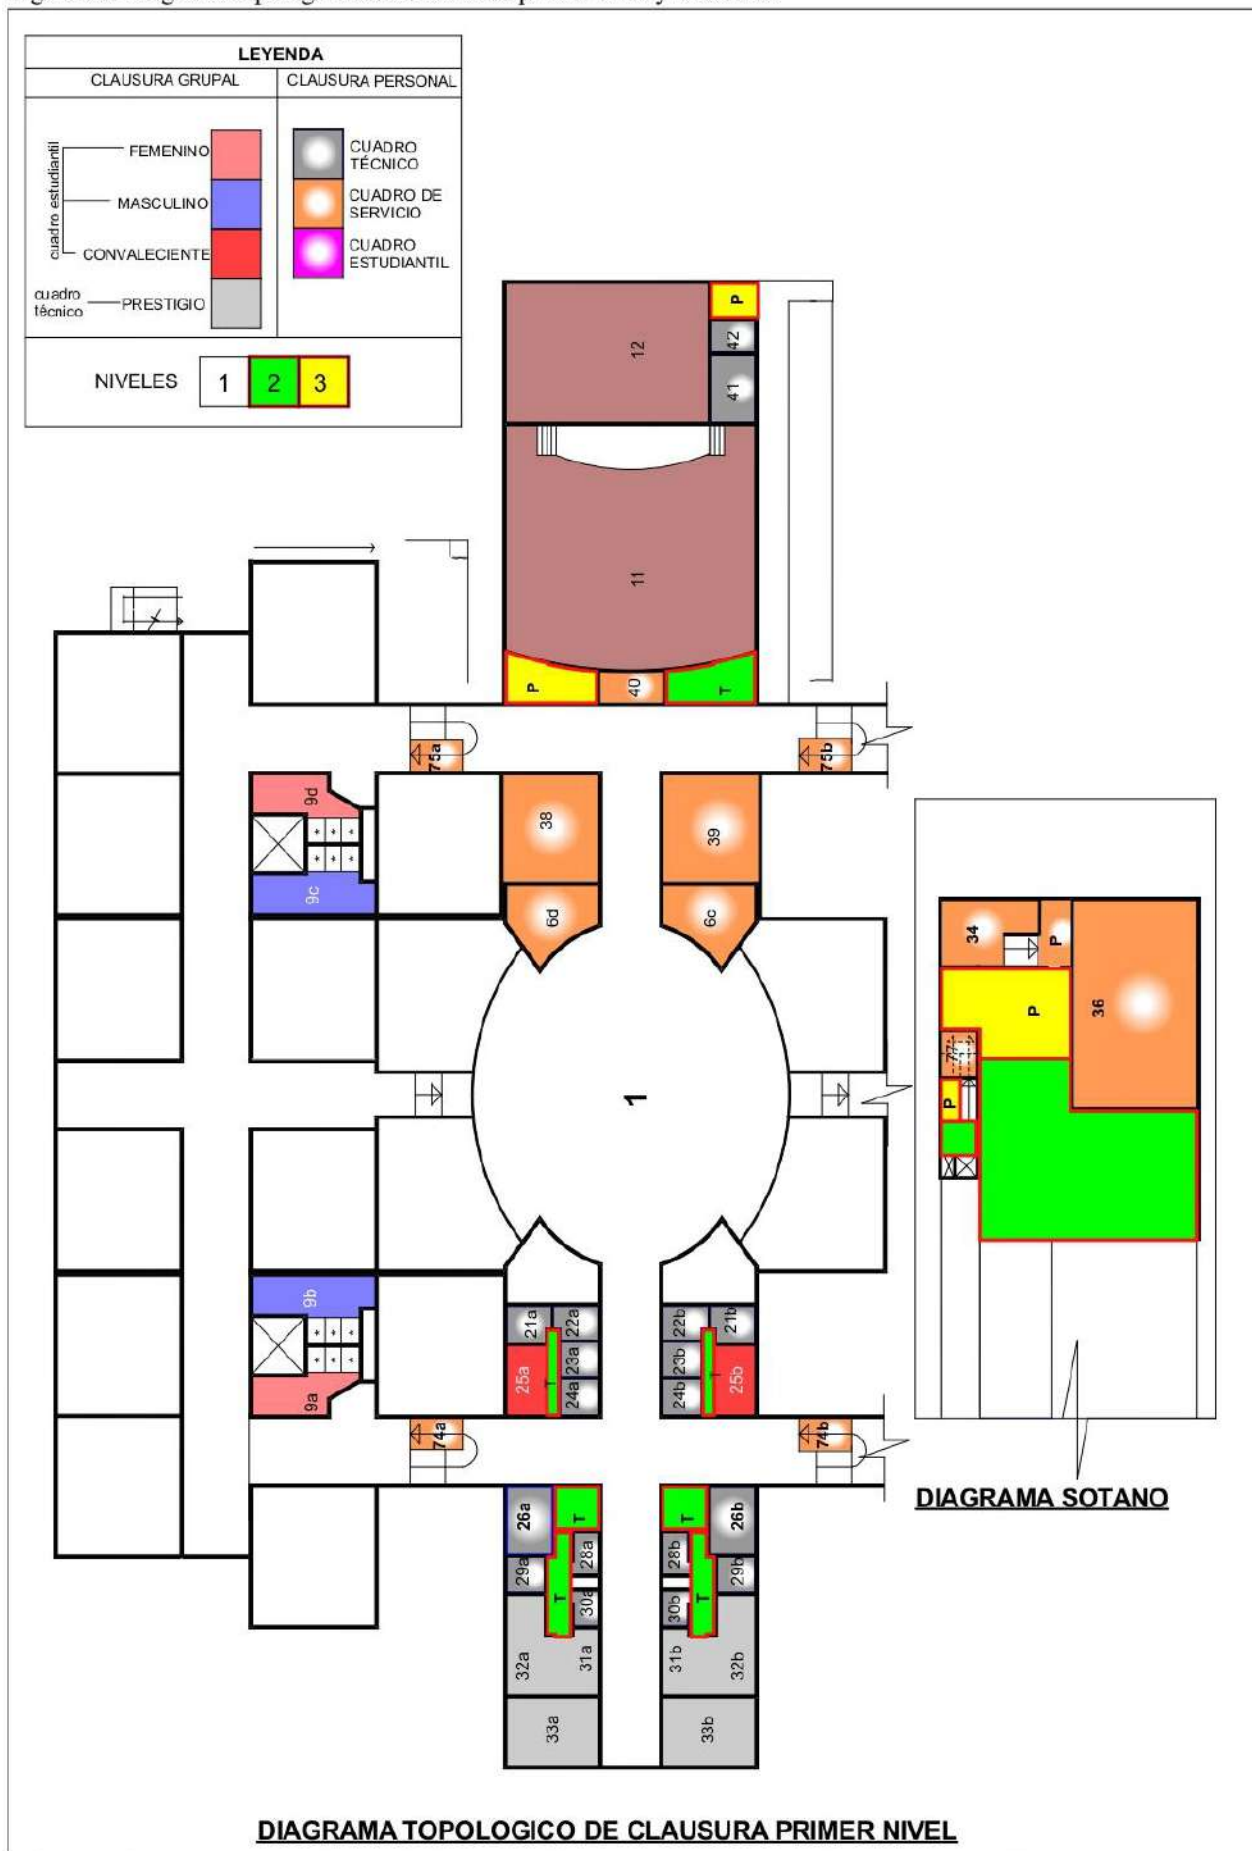 LEYENDA
CLAUSURA GRUPAL
CLAUSURA PERSONAL
cuadro estudiantil
FEMENINO
MASCULINO
CONVALECIENTE
cuadro
técnico
PRESTIGIO
CUADRO
TÉCNICO
CUADRO DE
SERVICIO
CUADRO
ESTUDIANTIL
NIVELES
1
2
3
P
42
12
41
11
P
40
T
75a
75b
9d
38
39
9c
6d
6c
34
P
36
P
77
P
1
9b
21a
22a
22b
21b
23a
23b
25a
T
24a
24b
T
25b
9a
74a
74b
DIAGRAMA SOTANO
26a
T
T
26b
28a
28b
29a
29b
T
T
30a
30b
32a
31a
31b
32b
33a
33b
DIAGRAMA TOPOLOGICO DE CLAUSURA PRIMER NIVEL